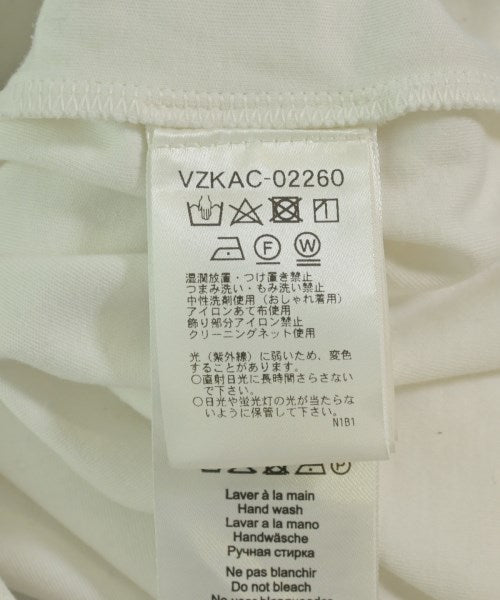 VZKAC-02260
F W
湿潤放置・つけ置き禁止
つまみ洗い・もみ洗い禁止
中性洗剤使用（おしゃれ着用）
アイロンあて布使用
飾り部分アイロン禁止
クリーニングネット使用
光（紫外線）に弱いため、変色
することがあります。
○直射日光に長時間さらさない
で下さい。
○日光や蛍光灯の光が当たらな
いように保管して下さい。
N1B1
P
Laver à la main
Hand wash
Lavar a la mano
Handwäsche
Ручная стирка
Ne pas blanchir
Do not bleach